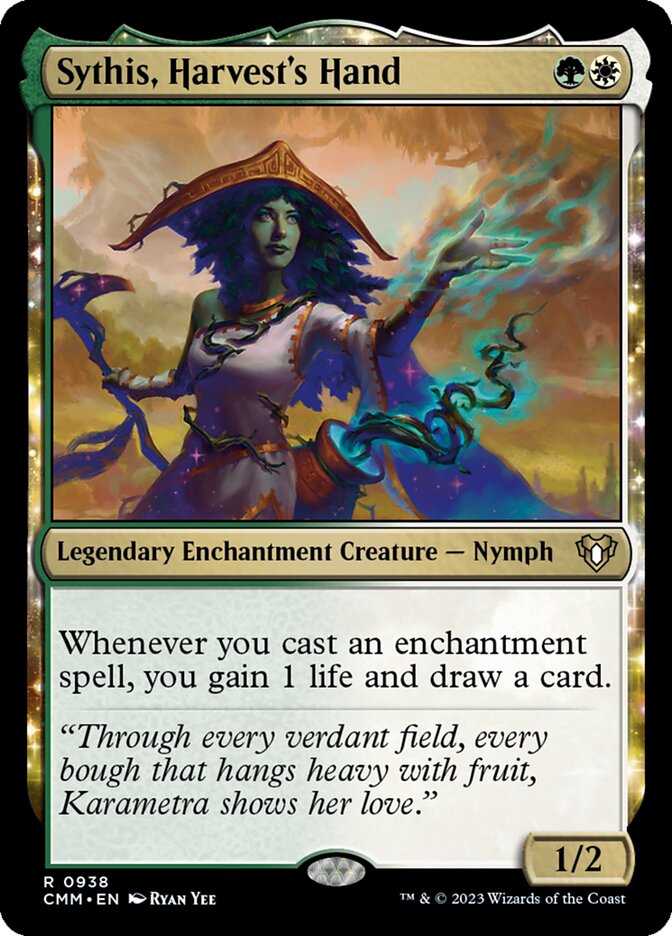 Sythis, Harvest's Hand
Legendary Enchantment Creature — Nymph
Whenever you cast an enchantment
spell, you gain 1 life and draw a card.
“Through every verdant field, every
bough that hangs heavy with fruit,
Karametra shows her love.”
1/2
R 0938
CMM • EN Ryan Yee
™ & © 2023 Wizards of the Coast